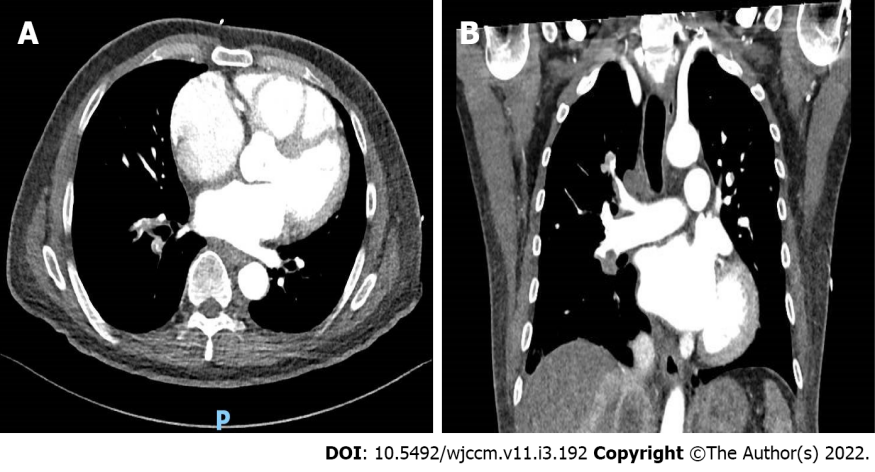 A
B
P
DOI: 10.5492/wjccm.v11.i3.192 Copyright ©The Author(s) 2022.